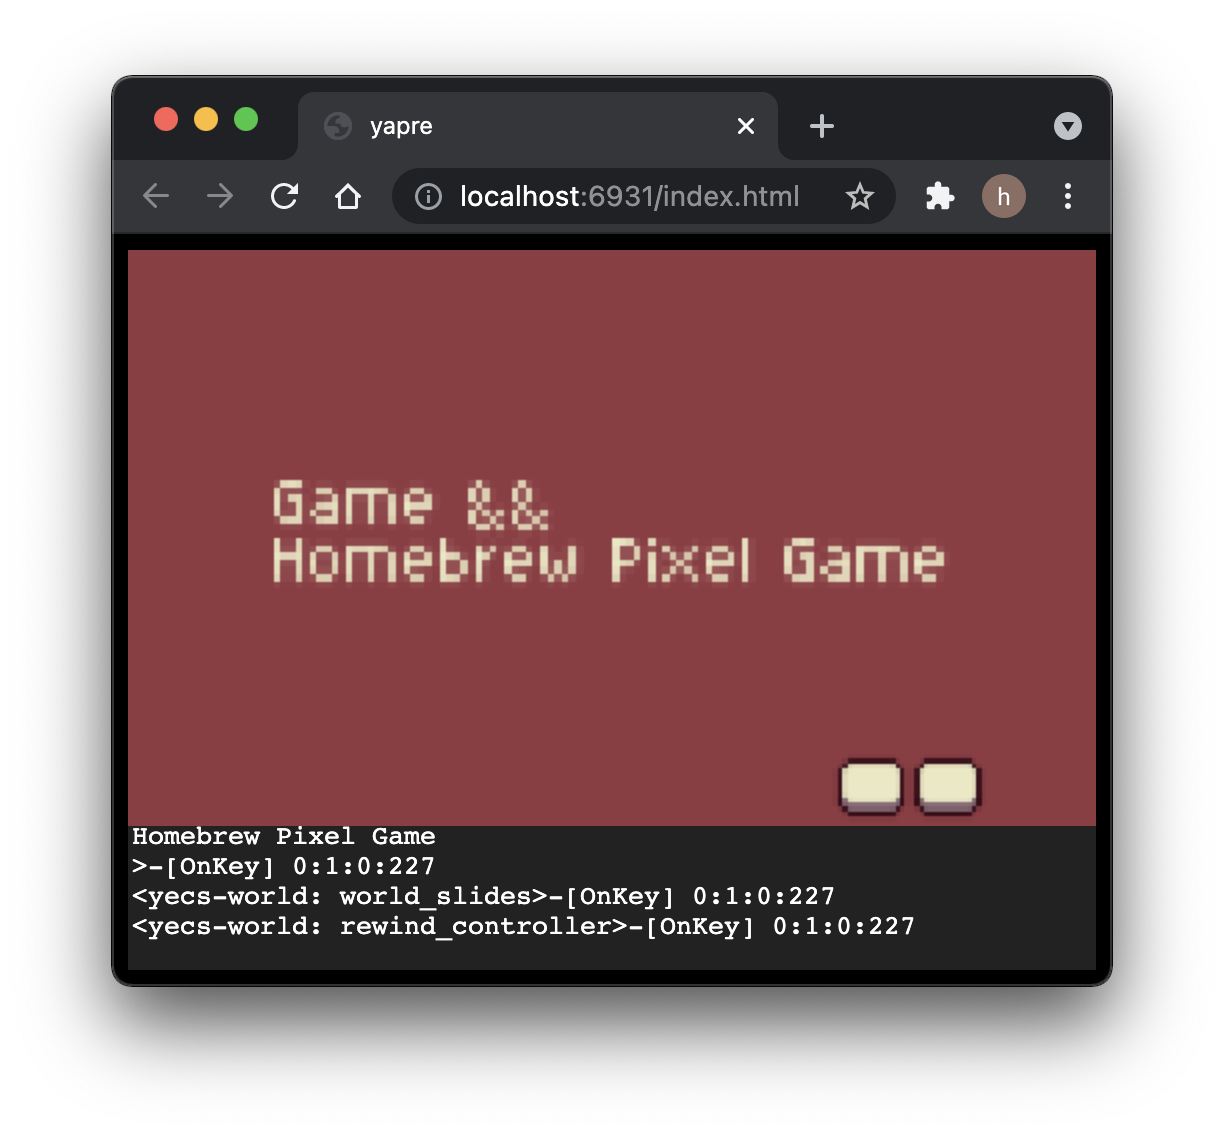 yapre
localhost:6931/index.html
h
Game &&
Homebrew Pixel Game
Homebrew Pixel Game
>-[OnKey] 0:1:0:227
<yecs-world: world_slides>-[OnKey] 0:1:0:227
<yecs-world: rewind_controller>-[OnKey] 0:1:0:227